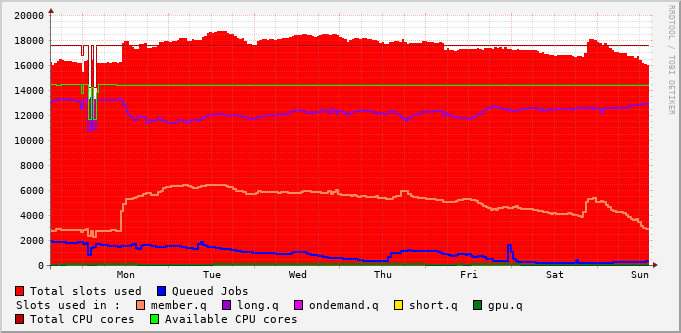 20000
18000
16000
14000
12000
10000
8000
6000
4000
2000
0
Mon Tue Wed Thu Fri Sat Sun
RRDTOOL / TOBI OETIKER
Total slots used Queued Jobs
Slots used in : member.q long.q ondemand.q short.q gpu.q
Total CPU cores Available CPU cores